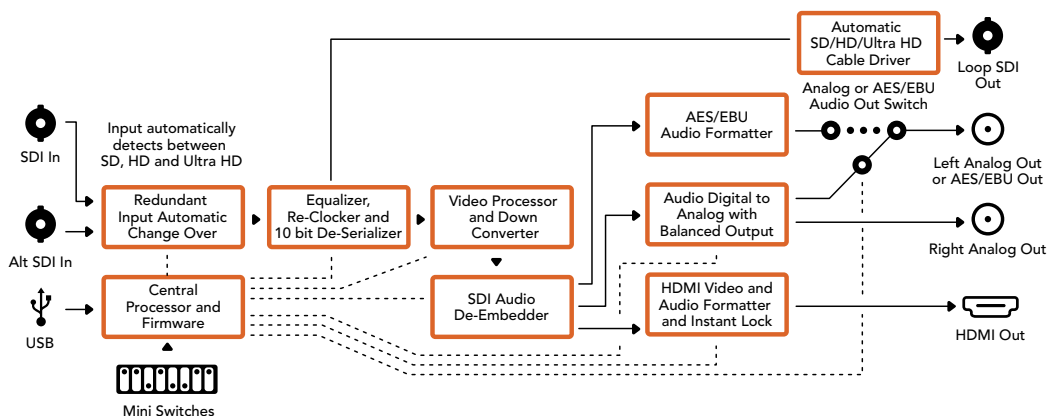 Automatic
SD/HD/Ultra HD
Cable Driver
Loop SDI
Out
Analog or AES/EBU
Audio Out Switch
SDI In
Input automatically
detects between
SD, HD and Ultra HD
AES/EBU
Audio Formatter
Left Analog Out
or AES/EBU Out
Alt SDI In
Redundant
Input Automatic
Change Over
Equalizer,
Re-Clocker and
10 bit De-Serializer
Video Processor
and Down
Converter
Audio Digital to
Analog with
Balanced Output
Right Analog Out
USB
Central
Processor and
Firmware
SDI Audio
De-Embedder
HDMI Video and
Audio Formatter
and Instant Lock
HDMI Out
Mini Switches